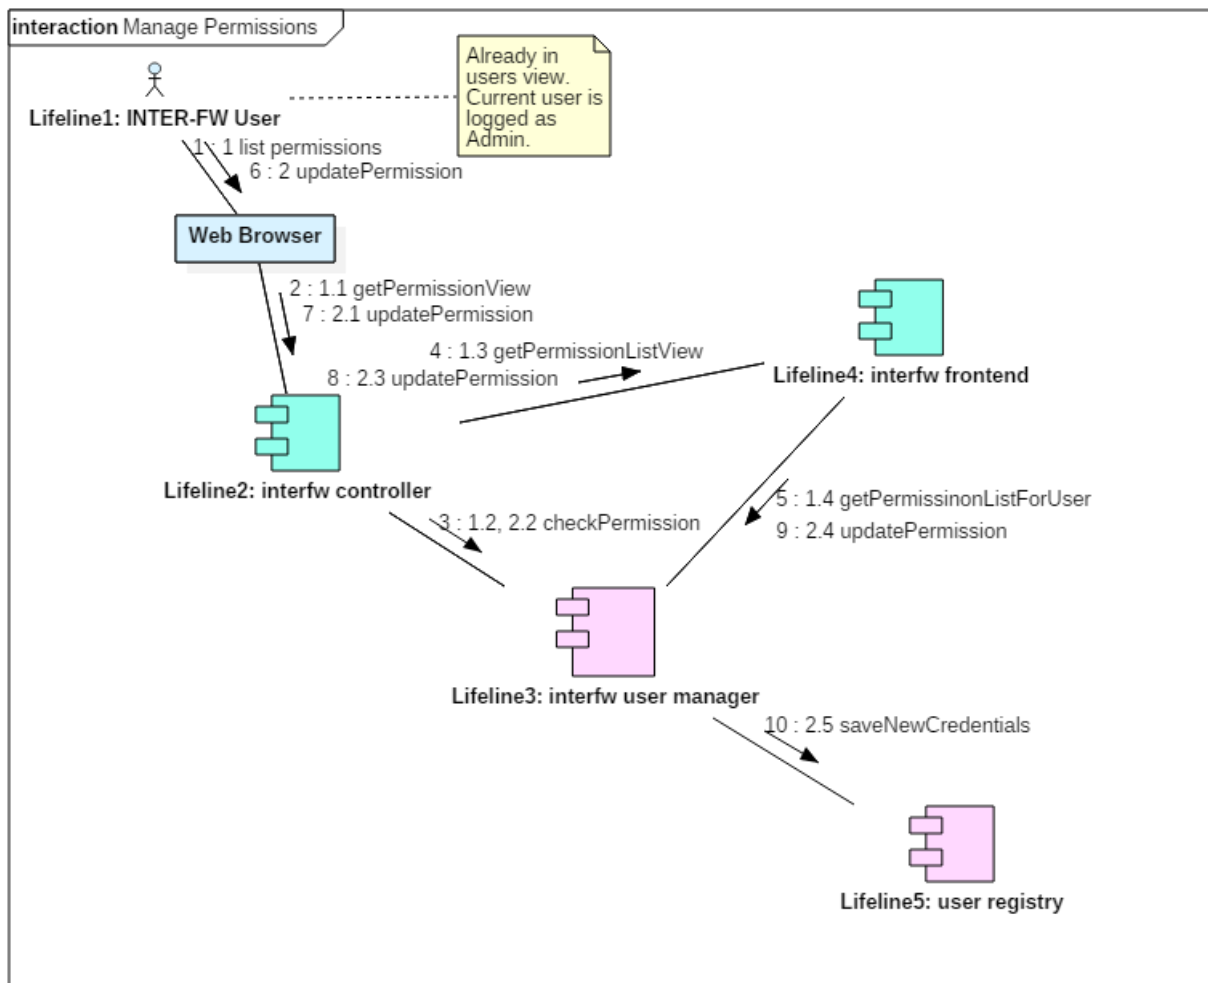 interaction Manage Permissions
Already in
users view.
Current user is
logged as
Admin.
Lifeline1: INTER-FW User
1 : 1 list permissions
6 : 2 updatePermission
Web Browser
2 : 1.1 getPermissionView
7 : 2.1 updatePermission
4 : 1.3 getPermissionListView
8 : 2.3 updatePermission
Lifeline4: interfw frontend
Lifeline2: interfw controller
5 : 1.4 getPermissinonListForUser
3 : 1.2, 2.2 checkPermission
9 : 2.4 updatePermission
Lifeline3: interfw user manager
10 : 2.5 saveNewCredentials
Lifeline5: user registry